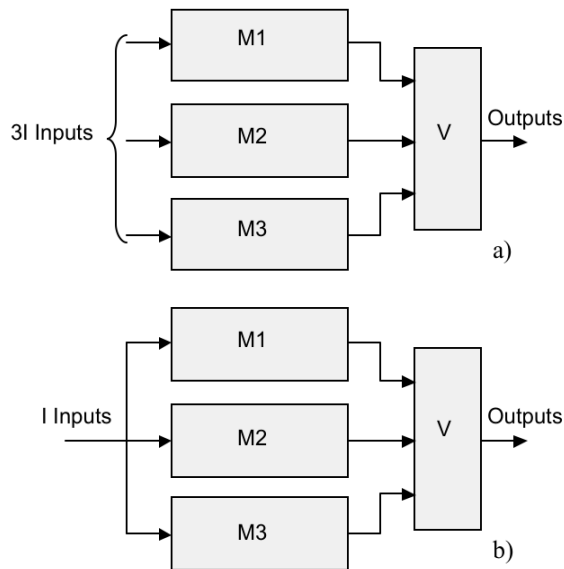 M1
3I Inputs
M2
V
Outputs
M3
a)
M1
I Inputs
M2
V
Outputs
M3
b)